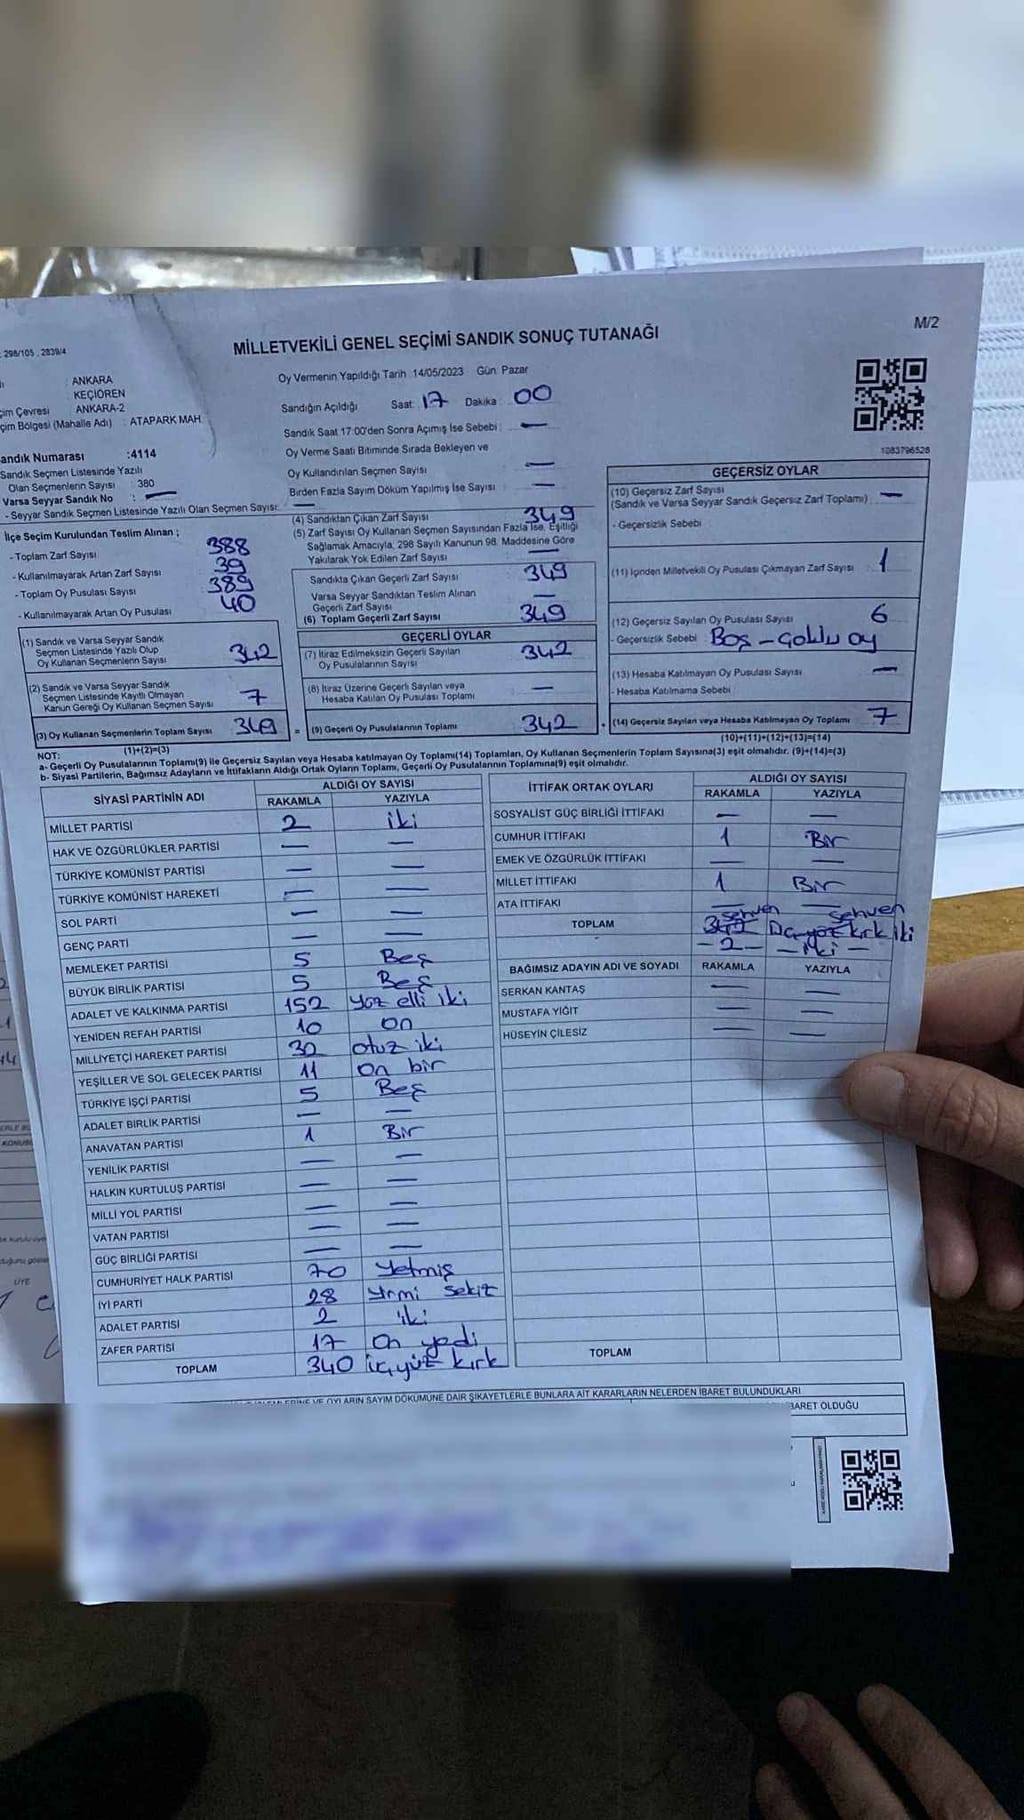 M/2
MİLLETVEKİLİ GENEL SEÇİMİ SANDIK SONUÇ TUTANAĞI
298/105 , 2839/4
ANKARA
KEÇİÖREN
çim Çevresi ANKARA-2
çim Bölgesi (Mahalle Adı) : ATAPARK MAH.
andık Numarası :4114
Sandık Seçmen Listesinde Yazılı
Olan Seçmenlerin Sayısı : 380
Varsa Seyyar Sandık No : —
- Seyyar Sandık Seçmen Listesinde Yazılı Olan Seçmen Sayısı: —
Oy Vermenin Yapıldığı Tarih :14/05/2023 Gün: Pazar
Sandığın Açıldığı Saat: 17 Dakika : 00
Sandık Saat 17:00'den Sonra Açımış İse Sebebi : —
Oy Verme Saati Bitiminde Sırada Bekleyen ve
Oy Kullandırılan Seçmen Sayısı : —
Birden Fazla Sayım Döküm Yapılmış İse Sayısı : —
1083796526
İlçe Seçim Kurulundan Teslim Alınan ;
- Toplam Zarf Sayısı 388
- Kullanılmayarak Artan Zarf Sayısı 39
- Toplam Oy Pusulası Sayısı 389
- Kullanılmayarak Artan Oy Pusulası 40
(1) Sandık ve Varsa Seyyar Sandık
Seçmen Listesinde Yazılı Olup
Oy Kullanan Seçmenlerin Sayısı 342
(2) Sandık ve Varsa Seyyar Sandık
Seçmen Listesinde Kayıtlı Olmayan
Kanun Gereği Oy Kullanan Seçmen Sayısı 7
(3) Oy Kullanan Seçmenlerin Toplam Sayısı 349
(1)+(2)=(3)
(4) Sandıktan Çıkan Zarf Sayısı 349
(5) Zarf Sayısı Oy Kullanan Seçmen Sayısından Fazla İse, Eşitliği
Sağlamak Amacıyla, 298 Sayılı Kanunun 98. Maddesine Göre
Yakılarak Yok Edilen Zarf Sayısı —
Sandıkta Çıkan Geçerli Zarf Sayısı 349
Varsa Seyyar Sandıktan Teslim Alınan
Geçerli Zarf Sayısı —
(6) Toplam Geçerli Zarf Sayısı 349
GEÇERLİ OYLAR
(7) İtiraz Edilmeksizin Geçerli Sayılan
Oy Pusulalarının Sayısı 342
(8) İtiraz Üzerine Geçerli Sayılan veya
Hesaba Katılan Oy Pusulası Toplamı —
= (9) Geçerli Oy Pusulalarının Toplamı 342 +
GEÇERSİZ OYLAR
(10) Geçersiz Zarf Sayısı
(Sandık ve Varsa Seyyar Sandık Geçersiz Zarf Toplamı) —
- Geçersizlik Sebebi
(11) İçinden Milletvekili Oy Pusulası Çıkmayan Zarf Sayısı 1
(12) Geçersiz Sayılan Oy Pusulası Sayısı 6
- Geçersizlik Sebebi Boş - Çoklu oy
(13) Hesaba Katılmayan Oy Pusulası Sayısı —
- Hesaba Katılmama Sebebi
(14) Geçersiz Sayılan veya Hesaba Katılmayan Oy Toplamı 7
(10)+(11)+(12)+(13)=(14)
NOT:
a- Geçerli Oy Pusulalarının Toplamı(9) ile Geçersiz Sayılan veya Hesaba katılmayan Oy Toplamı(14) Toplamları, Oy Kullanan Seçmenlerin Toplam Sayısına(3) eşit olmalıdır. (9)+(14)=(3)
b- Siyasi Partilerin, Bağımsız Adayların ve İttifakların Aldığı Ortak Oyların Toplamı, Geçerli Oy Pusulalarının Toplamına(9) eşit olmalıdır.
SİYASİ PARTİNİN ADI ALDIĞI OY SAYISI
RAKAMLA YAZIYLA
MİLLET PARTİSİ 2 iki
HAK VE ÖZGÜRLÜKLER PARTİSİ — —
TÜRKİYE KOMÜNİST PARTİSİ — —
TÜRKİYE KOMÜNİST HAREKETİ — —
SOL PARTİ — —
GENÇ PARTİ — —
MEMLEKET PARTİSİ 5 Beş
BÜYÜK BİRLİK PARTİSİ 5 Beş
ADALET VE KALKINMA PARTİSİ 152 Yüz elli iki
YENİDEN REFAH PARTİSİ 10 on
MİLLİYETÇİ HAREKET PARTİSİ 32 otuz iki
YEŞİLLER VE SOL GELECEK PARTİSİ 11 on bir
TÜRKİYE İŞÇİ PARTİSİ 5 Beş
ADALET BİRLİK PARTİSİ — —
ANAVATAN PARTİSİ 1 Bir
YENİLİK PARTİSİ — —
HALKIN KURTULUŞ PARTİSİ — —
MİLLİ YOL PARTİSİ — —
VATAN PARTİSİ — —
GÜÇ BİRLİĞİ PARTİSİ — —
CUMHURİYET HALK PARTİSİ 70 Yetmiş
İYİ PARTİ 28 Yirmi sekiz
ADALET PARTİSİ 2 iki
ZAFER PARTİSİ 17 On yedi
TOPLAM 340 üçyüz kırk
İTTİFAK ORTAK OYLARI ALDIĞI OY SAYISI
RAKAMLA YAZIYLA
SOSYALİST GÜÇ BİRLİĞİ İTTİFAKI — —
CUMHUR İTTİFAKI 1 Bir
EMEK VE ÖZGÜRLÜK İTTİFAKI — —
MİLLET İTTİFAKI 1 Bir
ATA İTTİFAKI — —
sehven sehven
TOPLAM 342 Üçyüz kırk iki
- 2 - - iki -
BAĞIMSIZ ADAYIN ADI VE SOYADI RAKAMLA YAZIYLA
SERKAN KANTAŞ — —
MUSTAFA YİĞİT — —
HÜSEYİN ÇİLESİZ — —
TOPLAM
OYLARIN SAYIM DÖKÜMÜNE DAİR ŞİKAYETLERLE BUNLARA AİT KARARLARIN NELERDEN İBARET BULUNDUKLARI
BARET OLDUĞU
ÜYE